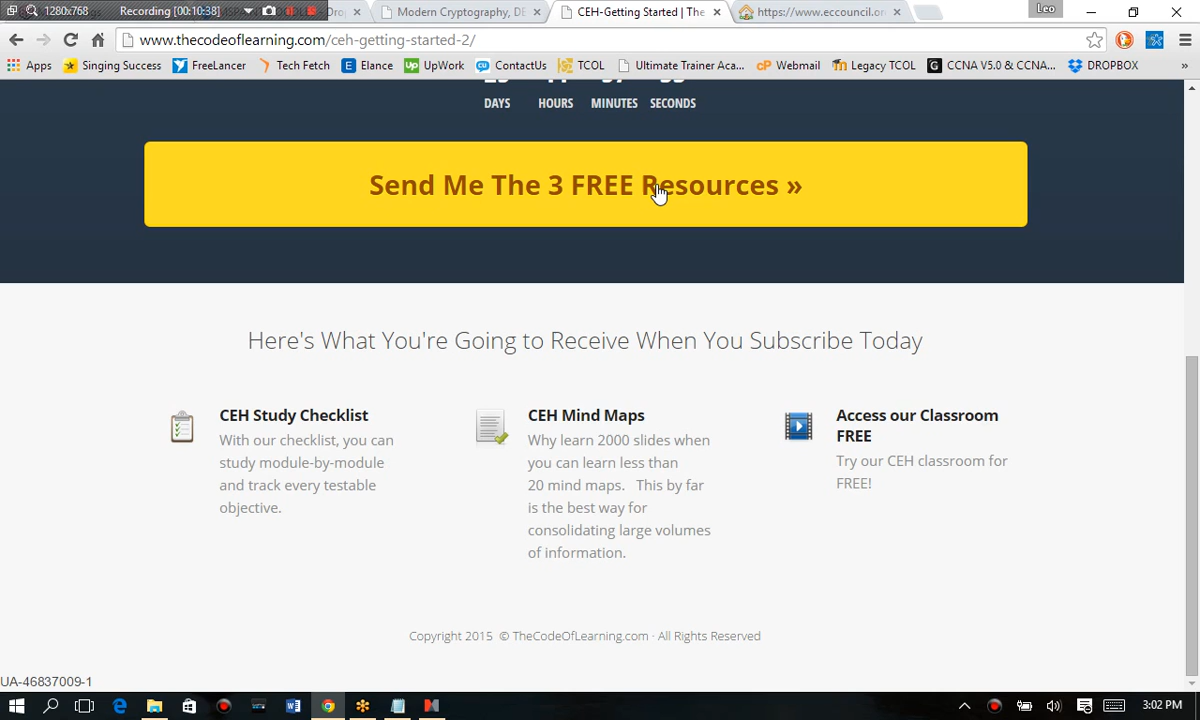 1280x768 Recording [00:10:38]
Modern Cryptography, DE
CEH-Getting Started | The
https://www.eccouncil.or
Leo
www.thecodeoflearning.com/ceh-getting-started-2/
Apps Singing Success FreeLancer Tech Fetch Elance UpWork ContactUs TCOL Ultimate Trainer Aca... Webmail Legacy TCOL CCNA V5.0 & CCNA... DROPBOX »
DAYS HOURS MINUTES SECONDS
Send Me The 3 FREE Resources »
Here's What You're Going to Receive When You Subscribe Today
CEH Study Checklist
With our checklist, you can
study module-by-module
and track every testable
objective.
CEH Mind Maps
Why learn 2000 slides when
you can learn less than
20 mind maps. This by far
is the best way for
consolidating large volumes
of information.
Access our Classroom
FREE
Try our CEH classroom for
FREE!
Copyright 2015 © TheCodeOfLearning.com · All Rights Reserved
UA-46837009-1
3:02 PM